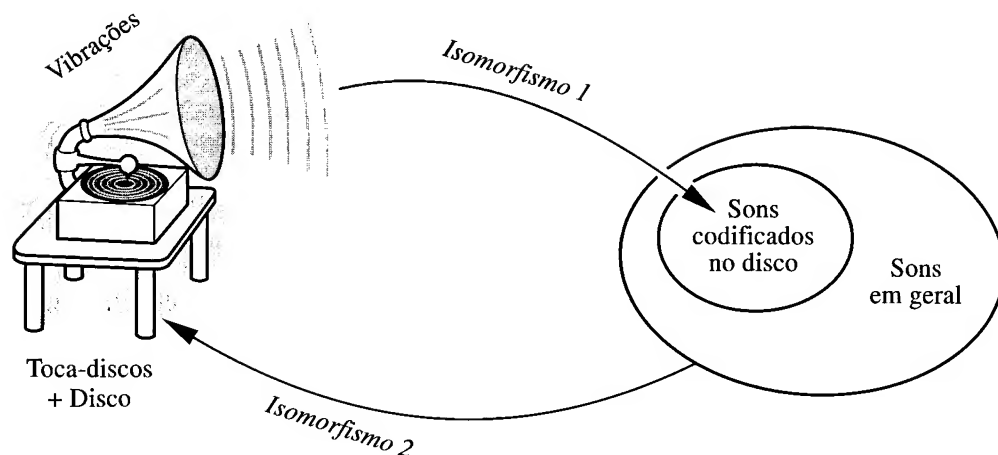 Vibrações
Isomorfismo 1
Sons
codificados
no disco
Sons
em geral
Toca-discos
+ Disco
Isomorfismo 2